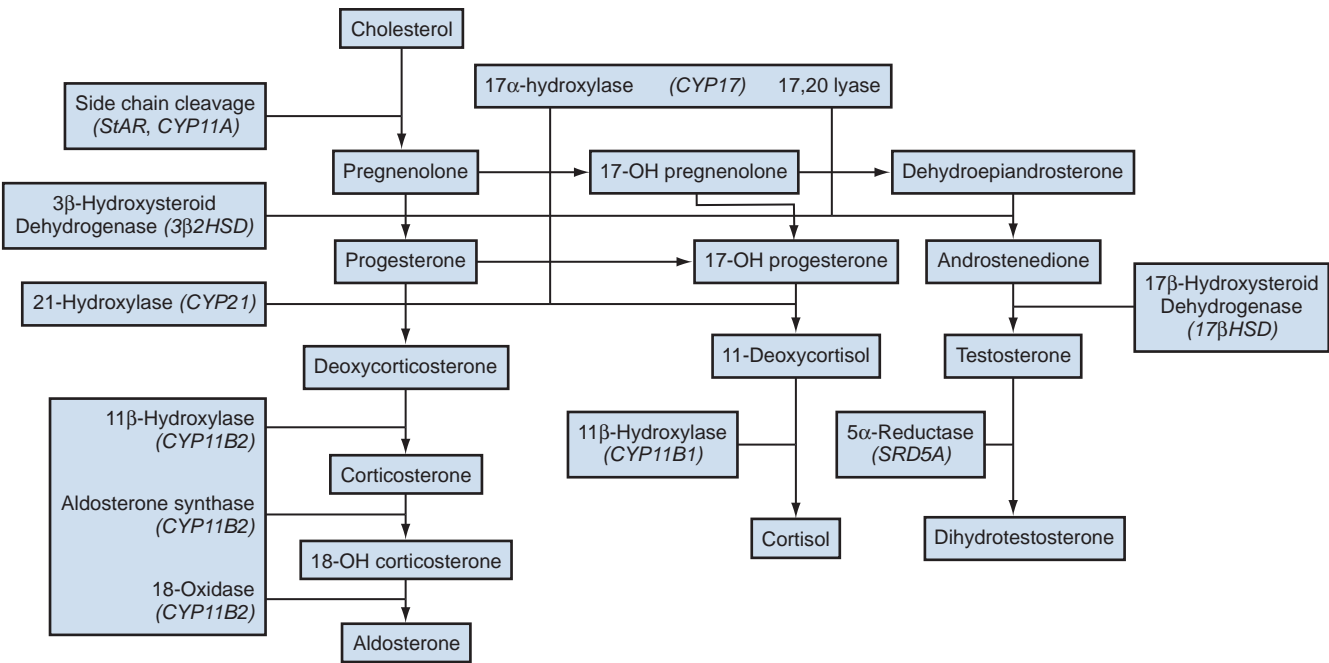 Cholesterol
17α-hydroxylase (CYP17) 17,20 lyase
Side chain cleavage
(StAR, CYP11A)
Pregnenolone
17-OH pregnenolone
Dehydroepiandrosterone
3β-Hydroxysteroid
Dehydrogenase (3β2HSD)
Progesterone
17-OH progesterone
Androstenedione
21-Hydroxylase (CYP21)
17β-Hydroxysteroid
Dehydrogenase
(17βHSD)
Deoxycorticosterone
11-Deoxycortisol
Testosterone
11β-Hydroxylase
(CYP11B2)
11β-Hydroxylase
(CYP11B1)
5α-Reductase
(SRD5A)
Corticosterone
Aldosterone synthase
(CYP11B2)
Cortisol
Dihydrotestosterone
18-OH corticosterone
18-Oxidase
(CYP11B2)
Aldosterone